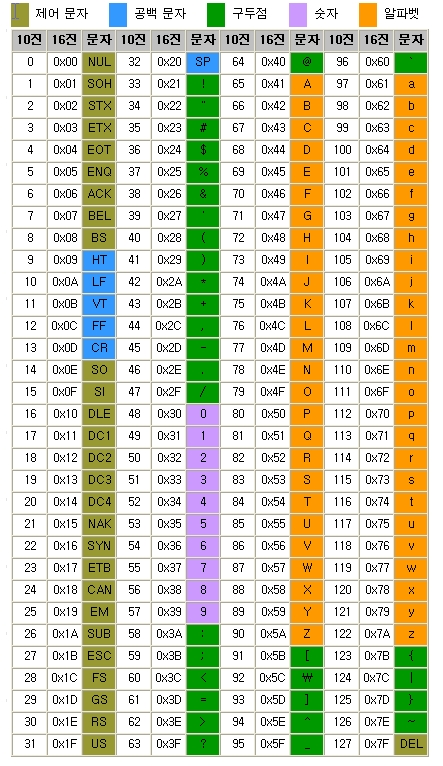 제어 문자 공백 문자 구두점 숫자 알파벳
10진 16진 문자 10진 16진 문자 10진 16진 문자 10진 16진 문자
0 0x00 NUL 32 0x20 SP 64 0x40 @ 96 0x60 `
1 0x01 SOH 33 0x21 ! 65 0x41 A 97 0x61 a
2 0x02 STX 34 0x22 " 66 0x42 B 98 0x62 b
3 0x03 ETX 35 0x23 # 67 0x43 C 99 0x63 c
4 0x04 EOT 36 0x24 $ 68 0x44 D 100 0x64 d
5 0x05 ENQ 37 0x25 % 69 0x45 E 101 0x65 e
6 0x06 ACK 38 0x26 & 70 0x46 F 102 0x66 f
7 0x07 BEL 39 0x27 ' 71 0x47 G 103 0x67 g
8 0x08 BS 40 0x28 ( 72 0x48 H 104 0x68 h
9 0x09 HT 41 0x29 ) 73 0x49 I 105 0x69 i
10 0x0A LF 42 0x2A * 74 0x4A J 106 0x6A j
11 0x0B VT 43 0x2B + 75 0x4B K 107 0x6B k
12 0x0C FF 44 0x2C , 76 0x4C L 108 0x6C l
13 0x0D CR 45 0x2D - 77 0x4D M 109 0x6D m
14 0x0E SO 46 0x2E . 78 0x4E N 110 0x6E n
15 0x0F SI 47 0x2F / 79 0x4F O 111 0x6F o
16 0x10 DLE 48 0x30 0 80 0x50 P 112 0x70 p
17 0x11 DC1 49 0x31 1 81 0x51 Q 113 0x71 q
18 0x12 DC2 50 0x32 2 82 0x52 R 114 0x72 r
19 0x13 DC3 51 0x33 3 83 0x53 S 115 0x73 s
20 0x14 DC4 52 0x34 4 84 0x54 T 116 0x74 t
21 0x15 NAK 53 0x35 5 85 0x55 U 117 0x75 u
22 0x16 SYN 54 0x36 6 86 0x56 V 118 0x76 v
23 0x17 ETB 55 0x37 7 87 0x57 W 119 0x77 w
24 0x18 CAN 56 0x38 8 88 0x58 X 120 0x78 x
25 0x19 EM 57 0x39 9 89 0x59 Y 121 0x79 y
26 0x1A SUB 58 0x3A : 90 0x5A Z 122 0x7A z
27 0x1B ESC 59 0x3B ; 91 0x5B [ 123 0x7B {
28 0x1C FS 60 0x3C < 92 0x5C ₩ 124 0x7C |
29 0x1D GS 61 0x3D = 93 0x5D ] 125 0x7D }
30 0x1E RS 62 0x3E > 94 0x5E ^ 126 0x7E ~
31 0x1F US 63 0x3F ? 95 0x5F _ 127 0x7F DEL